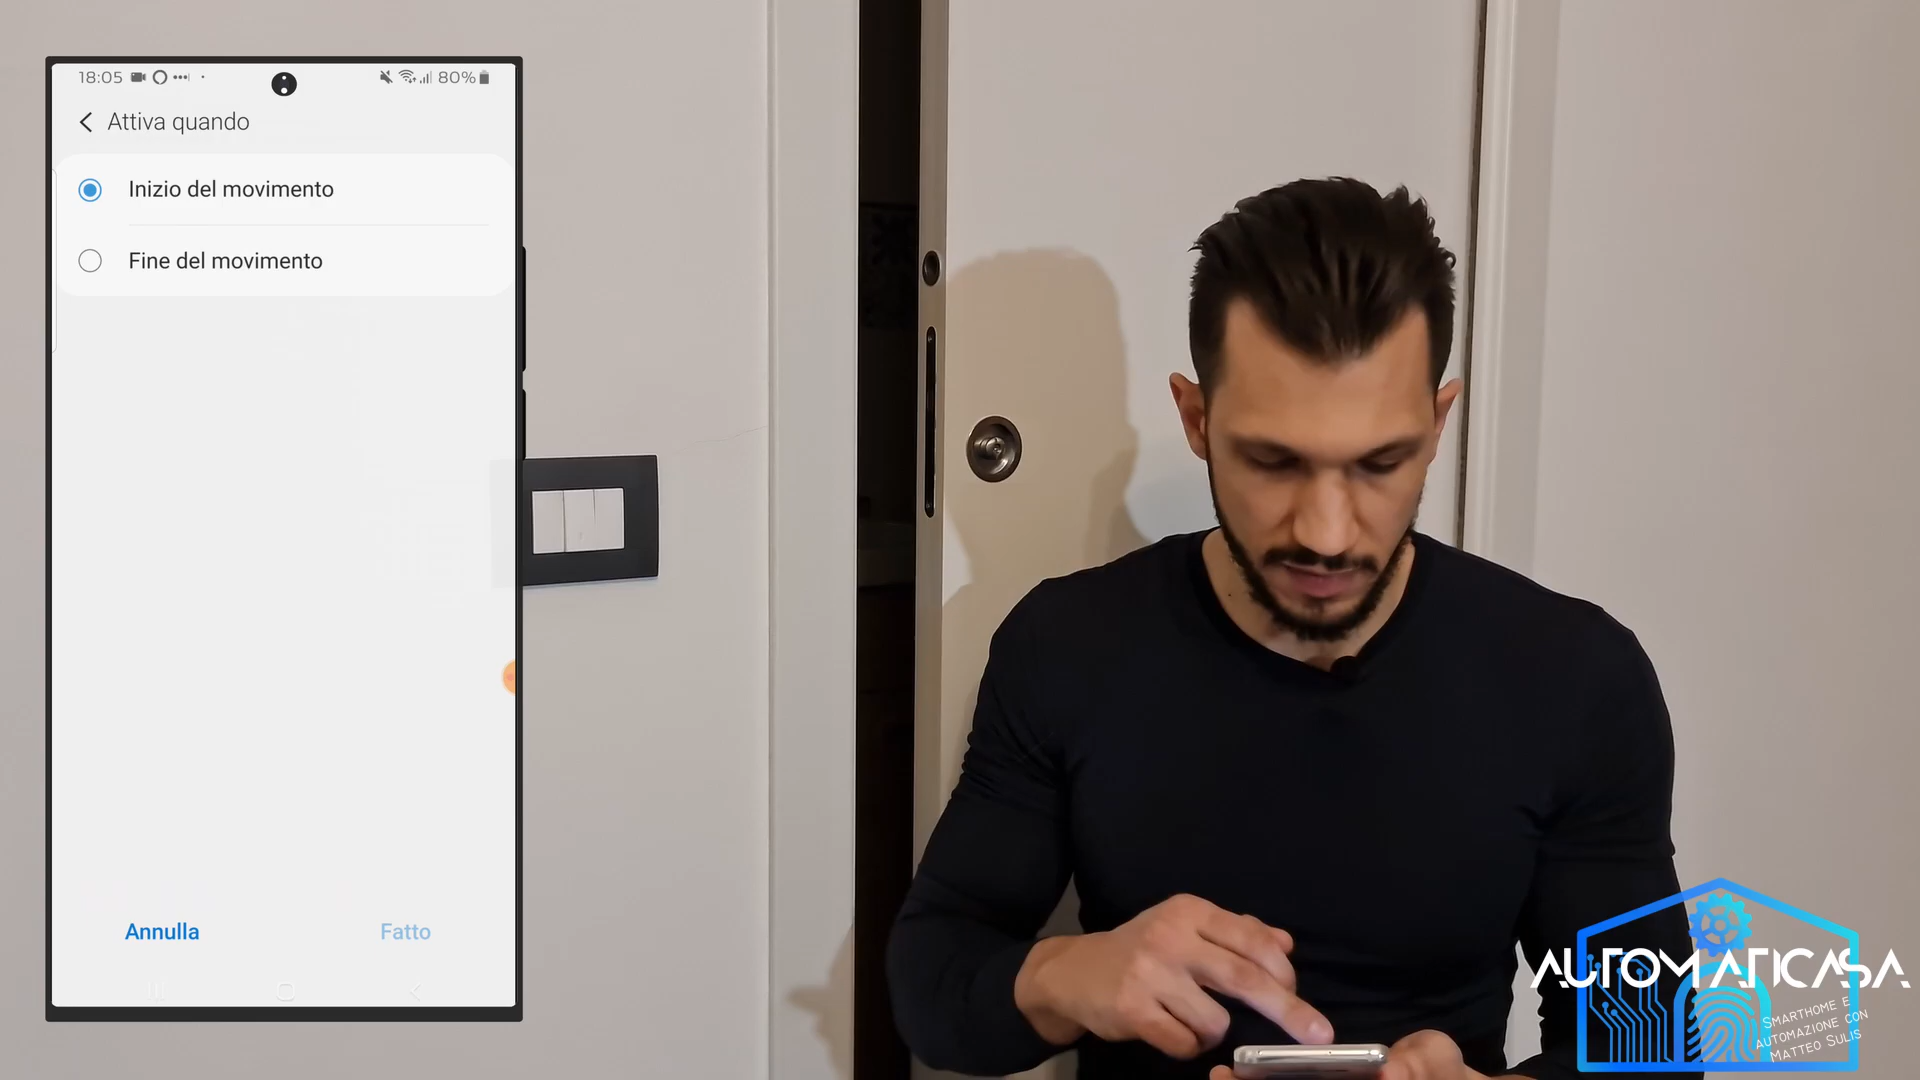 18:05
80%
Attiva quando
Inizio del movimento
Fine del movimento
Annulla
Fatto
AUTOMATICASA
SMARTHOME E
AUTOMAZIONE CON
MATTEO SULIS